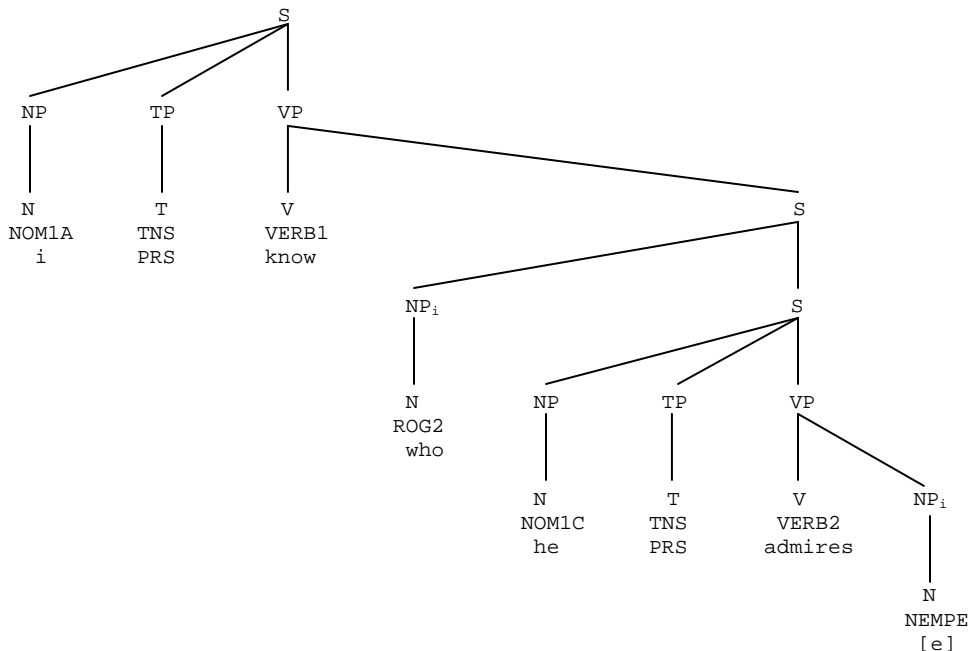 S
NP TP VP
N T V S
NOM1A TNS VERB1
i PRS know
NPᵢ S
N NP TP VP
ROG2
who
N T V NPᵢ
NOM1C TNS VERB2
he PRS admires
N
NEMPE
[e]